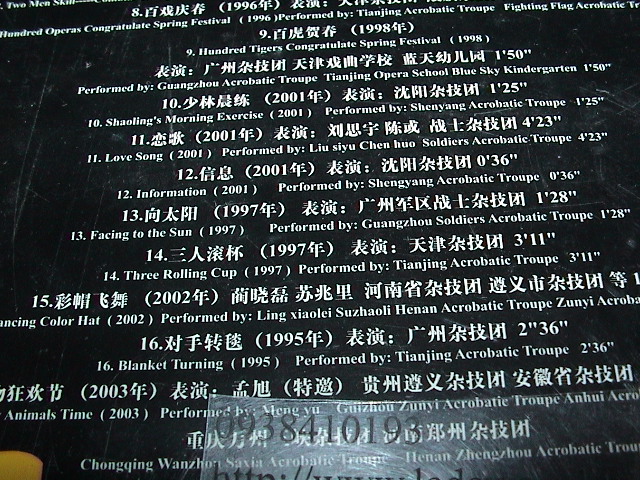 Two Men Skill
8.百戏庆春 （1996年） 表演：天津杂技团
Hundred Operas Congratulate Spring Festival (1996)Performed by: Tianjing Acrobatic Troupe Fighting Flag Acrobatic T
9.百虎贺春 （1998年）
9, Hundred Tigers Congratulate Spring Festival (1998)
表演：广州杂技团 天津戏曲学校 蓝天幼儿园 1'50"
Performed by: Guangzhou Acrobatic Troupe Tianjing Opera School Blue Sky Kindergarten 1'50"
10.少林晨练 （2001年） 表演：沈阳杂技团 1'25"
10. Shaoling's Morning Exercise (2001) Performed by: Shenyang Acrobatic Troupe 1'25"
11.恋歌 （2001年） 表演：刘思宇 陈或 战士杂技团 4'23"
11. Love Song (2001) Performed by: Liu siyu Chen huo Soldiers Acrobatic Troupe 4'23"
12.信息 （2001年） 表演：沈阳杂技团 0'36"
12. Information (2001) Performed by: Shengyang Acrobatic Troupe 0'36"
13.向太阳 （1997年） 表演：广州军区战士杂技团 1'28"
13. Facing to the Sun (1997) Performed by: Guangzhou Soldiers Acrobatic Troupe 1'28"
14.三人滚杯 （1997年） 表演：天津杂技团 3'11"
14. Three Rolling Cup (1997) Performed by: Tianjing Acrobatic Troupe 3'11"
15.彩帽飞舞 （2002年） 蔺晓磊 苏兆里 河南省杂技团 遵义市杂技团 等 1
ancing Color Hat (2002) Performed by: Ling xiaolei Suzhaoli Henan Acrobatic Troupe Zunyi Acroba
16.对手转毯 （1995年） 表演：广州杂技团 2"36"
16. Blanket Turning (1995) Performed by: Tianjing Acrobatic Troupe 2'36"
物狂欢节 （2003年） 表演：孟旭（特邀） 贵州遵义杂技团 安徽省杂技团
Animals Time (2003) Performed by: Meng yu Guizhou Zunyi Acrobatic Troupe Anhui Acro
重庆万州 杂技团 河南郑州杂技团
Chongqing Wanzhou Saxia Acrobatic Troupe Henan Zhengzhou Acrobatic Troupe
0938410193
http://www.